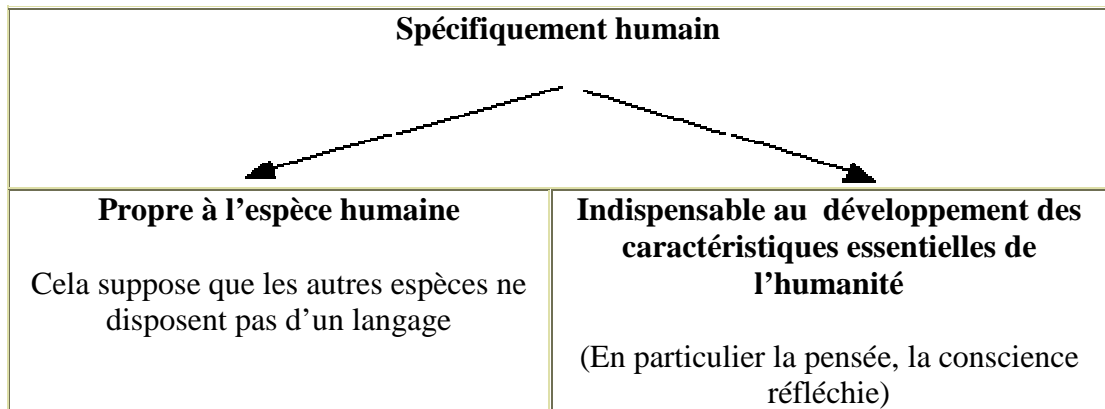 Spécifiquement humain
Propre à l’espèce humaine
Cela suppose que les autres espèces ne
disposent pas d’un langage
Indispensable au développement des
caractéristiques essentielles de
l’humanité
(En particulier la pensée, la conscience
réfléchie)